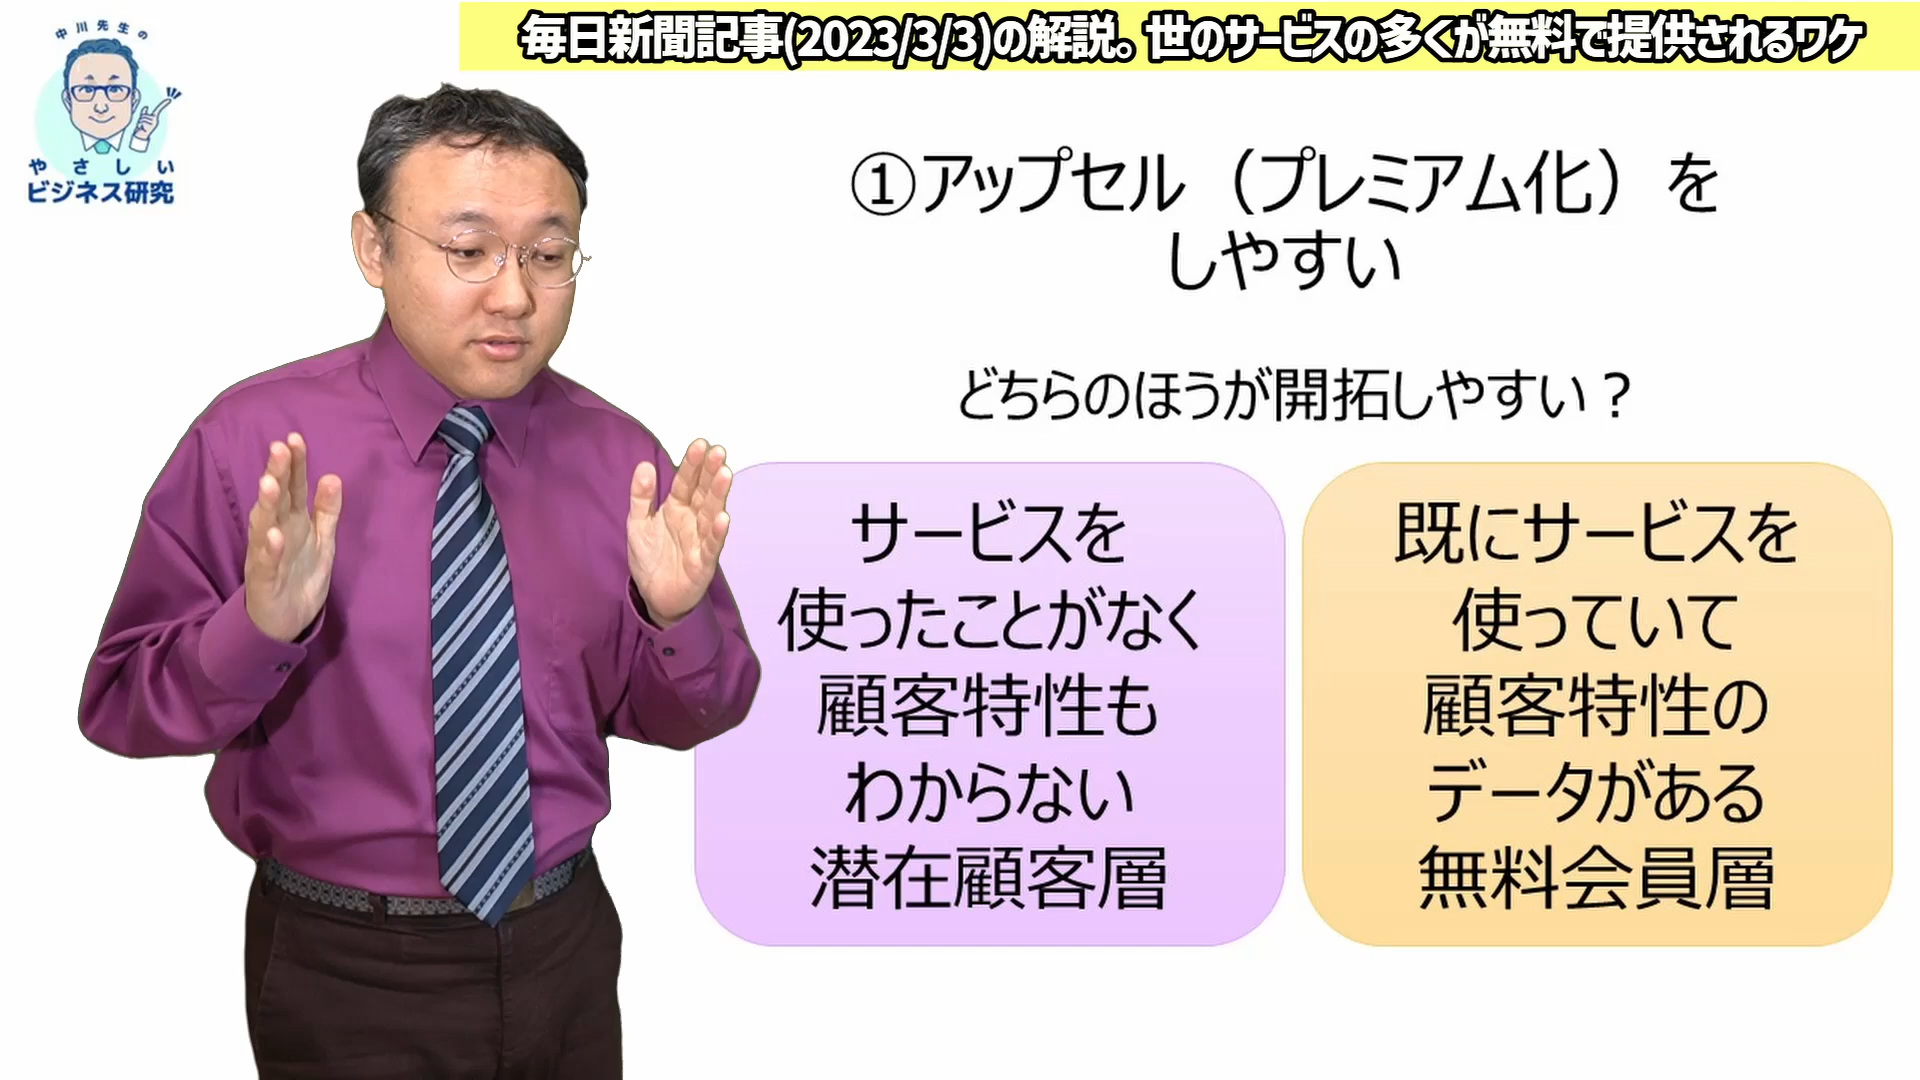 毎日新聞記事(2023/3/3)の解説。世のサービスの多くが無料で提供されるワケ
中川先生の
やさしい
ビジネス研究
①アップセル（プレミアム化）を
しやすい
どちらのほうが開拓しやすい？
サービスを
使ったことがなく
顧客特性も
わからない
潜在顧客層
既にサービスを
使っていて
顧客特性の
データがある
無料会員層